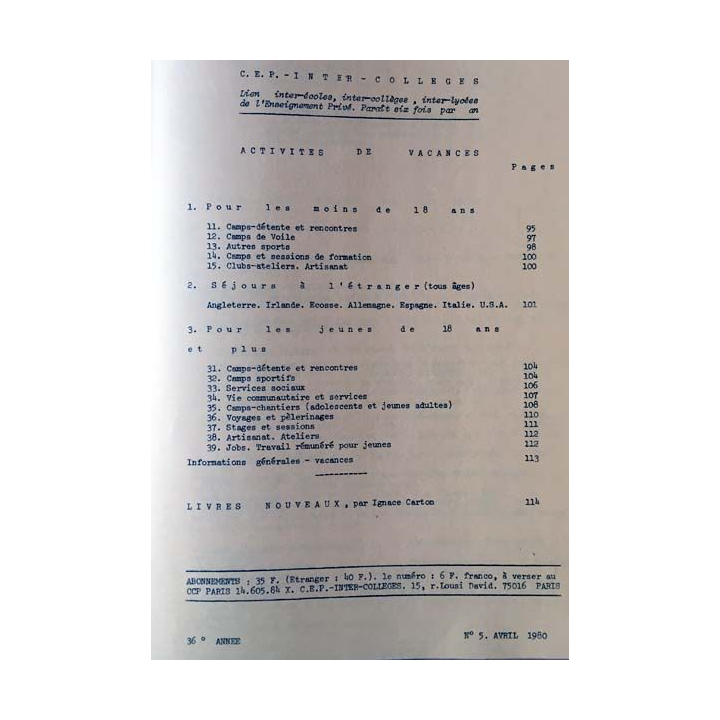 C.E.P.-INTER-COLLEGES
Lien inter-écoles, inter-collèges, inter-lycées
de l'Enseignement Privé. Paraît six fois par an
ACTIVITES DE VACANCES
Pages
1. Pour les moins de 18 ans
11. Camps-détente et rencontres 95
12. Camps de Voile 97
13. Autres sports 98
14. Camps et sessions de formation 100
15. Clubs-ateliers. Artisanat 100
2. Séjours à l'étranger (tous âges)
Angleterre. Irlande. Ecosse. Allemagne. Espagne. Italie. U.S.A. 101
3. Pour les jeunes de 18 ans
et plus
31. Camps-détente et rencontres 104
32. Camps sportifs 104
33. Services sociaux 106
34. Vie communautaire et services 107
35. Camps-chantiers (adolescents et jeunes adultes) 108
36. Voyages et pèlerinages 110
37. Stages et sessions 111
38. Artisanat. Ateliers 112
39. Jobs. Travail rémunéré pour jeunes 112
Informations générales - vacances 113
LIVRES NOUVEAUX, par Ignace Carton 114
ABONNEMENTS : 35 F. (Etranger : 40 F.). le numéro : 6 F. franco, à verser au
CCP PARIS 14.605.84 X. C.E.P.-INTER-COLLEGES. 15, r.Louai David. 75016 PARIS
36° ANNEE N° 5. AVRIL 1980